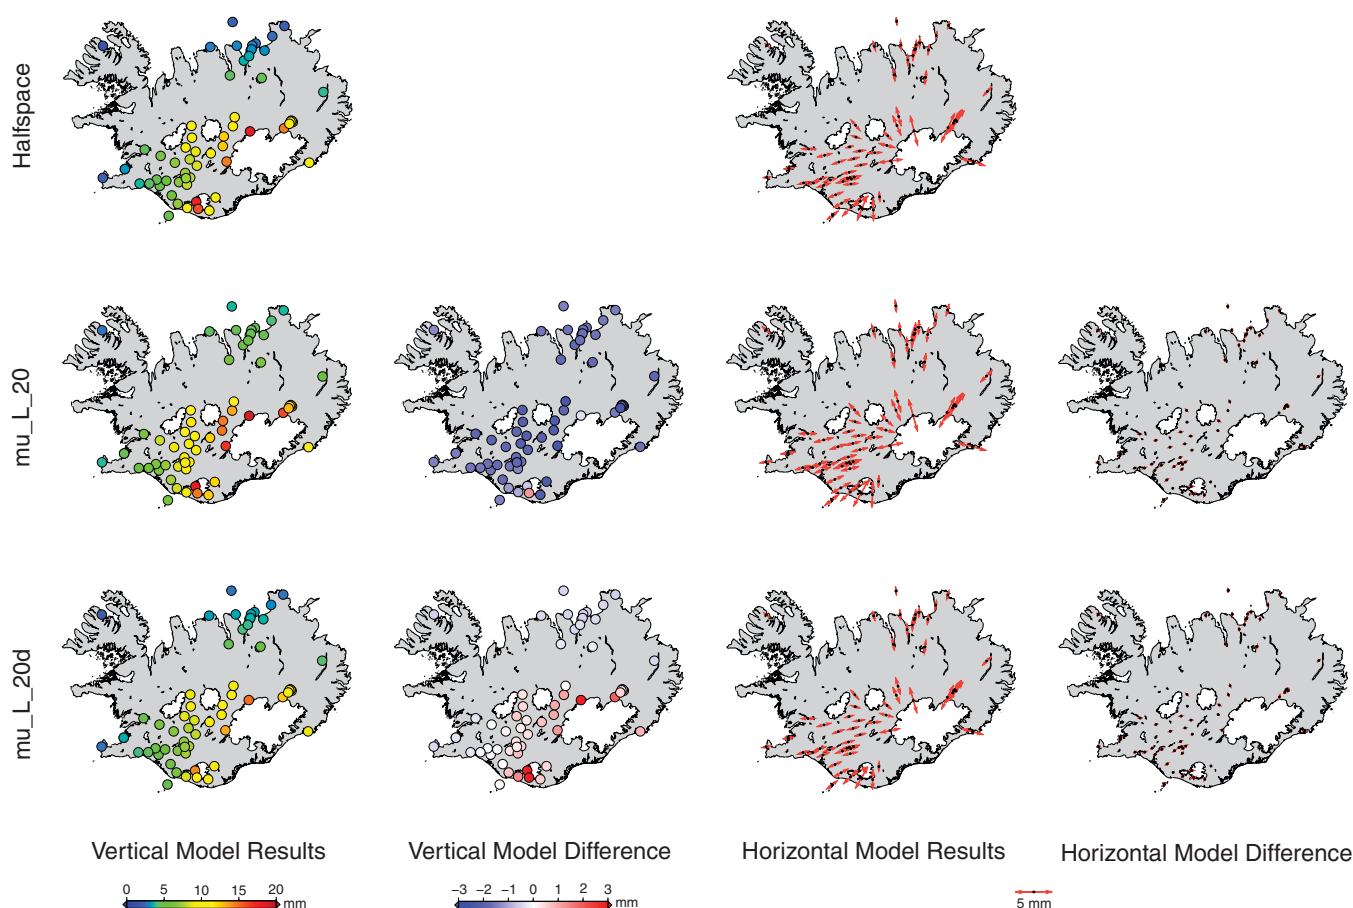 Halfspace
mu_L_20
mu_L_20d
Vertical Model Results
Vertical Model Difference
Horizontal Model Results
Horizontal Model Difference
0 5 10 15 20
mm
−3 −2 −1 0 1 2 3
mm
5 mm